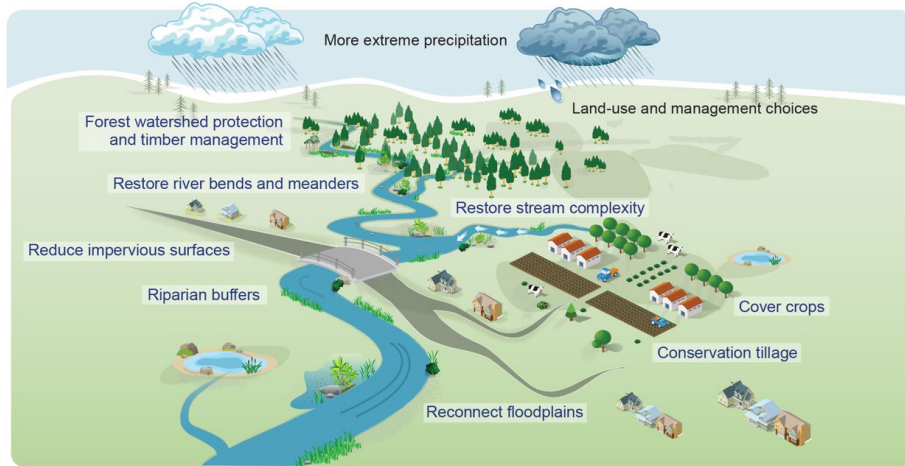 More extreme precipitation
Land-use and management choices
Forest watershed protection
and timber management
Restore river bends and meanders
Restore stream complexity
Reduce impervious surfaces
Riparian buffers
Cover crops
Conservation tillage
Reconnect floodplains